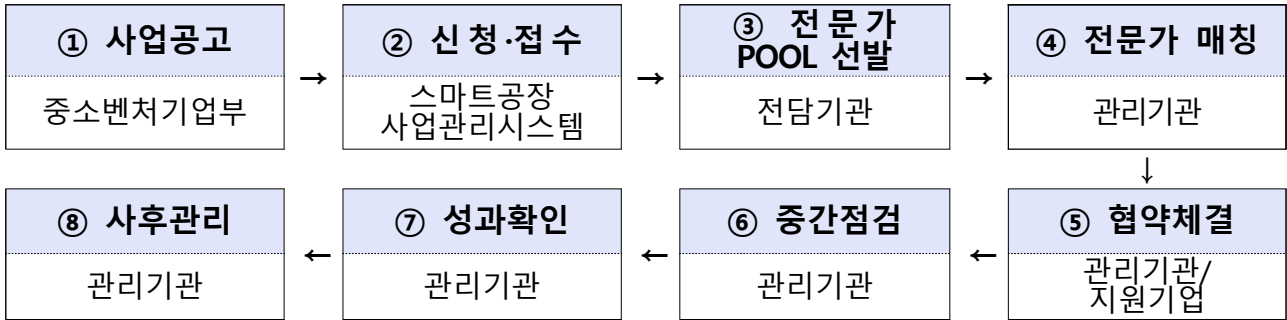 ① 사업공고
중소벤처기업부
→
② 신청·접수
스마트공장
사업관리시스템
→
③ 전문가
POOL 선발
전담기관
→
④ 전문가 매칭
관리기관
↓
⑤ 협약체결
관리기관/
지원기업
←
⑥ 중간점검
관리기관
←
⑦ 성과확인
관리기관
←
⑧ 사후관리
관리기관